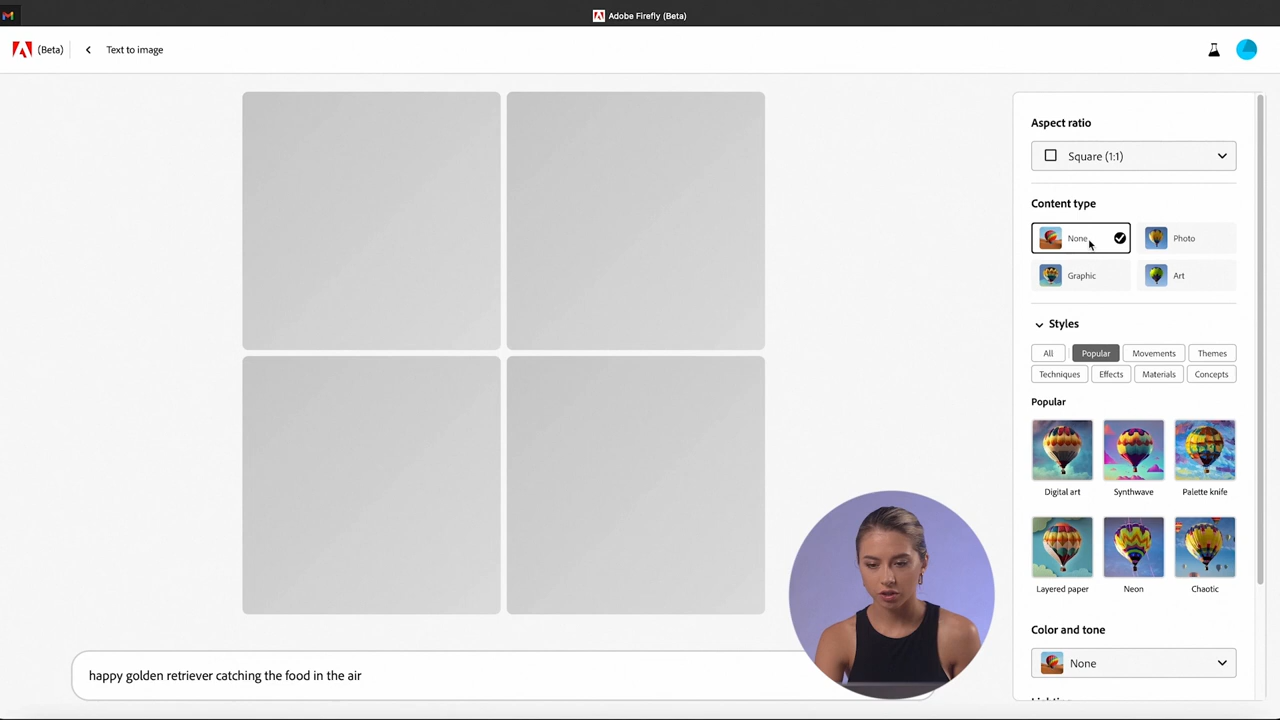 Adobe Firefly (Beta)
(Beta)
Text to image
Aspect ratio
Square (1:1)
Content type
None
Photo
Graphic
Art
Styles
All
Popular
Movements
Themes
Techniques
Effects
Materials
Concepts
Popular
Digital art
Synthwave
Palette knife
Layered paper
Neon
Chaotic
Color and tone
None
happy golden retriever catching the food in the air